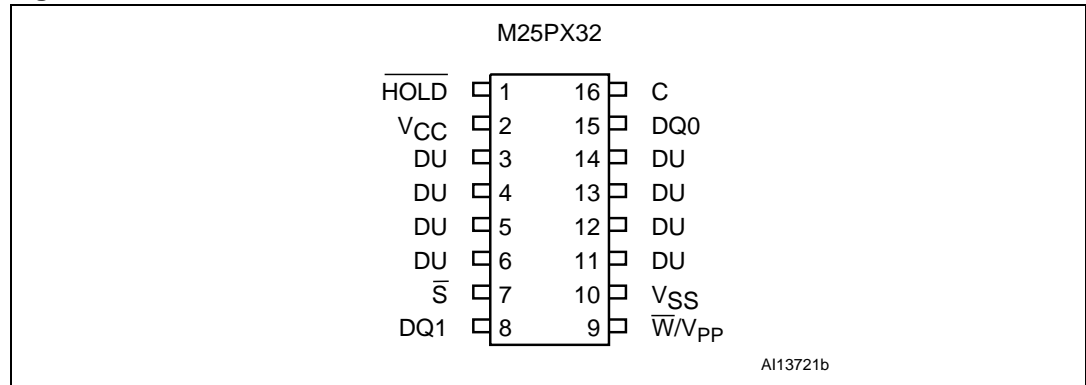 M25PX32
HOLD 1 16 C
VCC 2 15 DQ0
DU 3 14 DU
DU 4 13 DU
DU 5 12 DU
DU 6 11 DU
S 7 10 VSS
DQ1 8 9 W/VPP
AI13721b